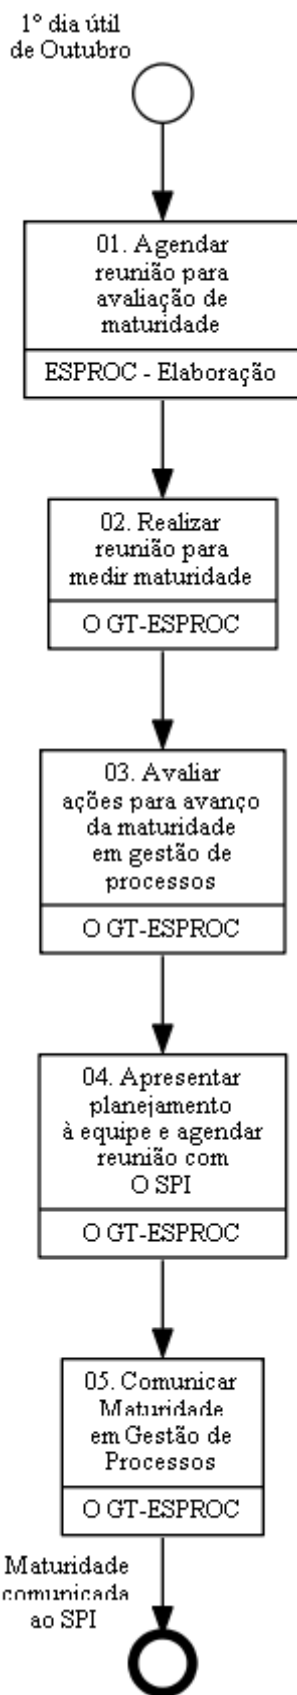 1º dia útil
de Outubro
01. Agendar
reunião para
avaliação de
maturidade
ESPROC - Elaboração
02. Realizar
reunião para
medir maturidade
O GT-ESPROC
03. Avaliar
ações para avanço
da maturidade
em gestão de
processos
O GT-ESPROC
04. Apresentar
planejamento
à equipe e agendar
reunião com
O SPI
O GT-ESPROC
05. Comunicar
Maturidade
em Gestão de
Processos
O GT-ESPROC
Maturidade
comunicada
ao SPI